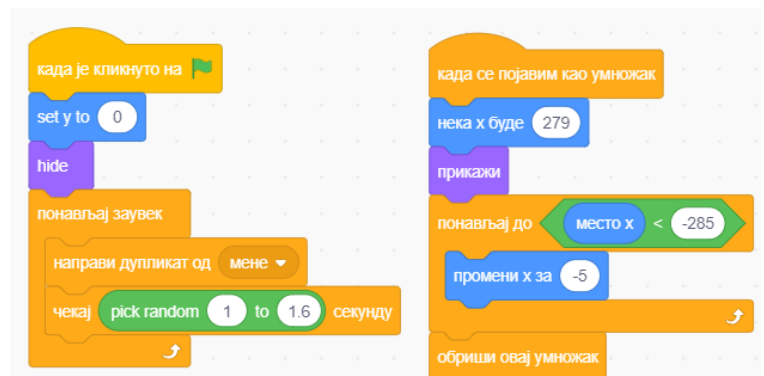 када је кликнуто на
set y to 0
hide
понављај заувек
направи дупликат од мене
чекај pick random 1 to 1.6 секунду
када се појавим као умножак
нека x буде 279
прикажи
понављај до место x < -285
промени x за -5
обриши овај умножак